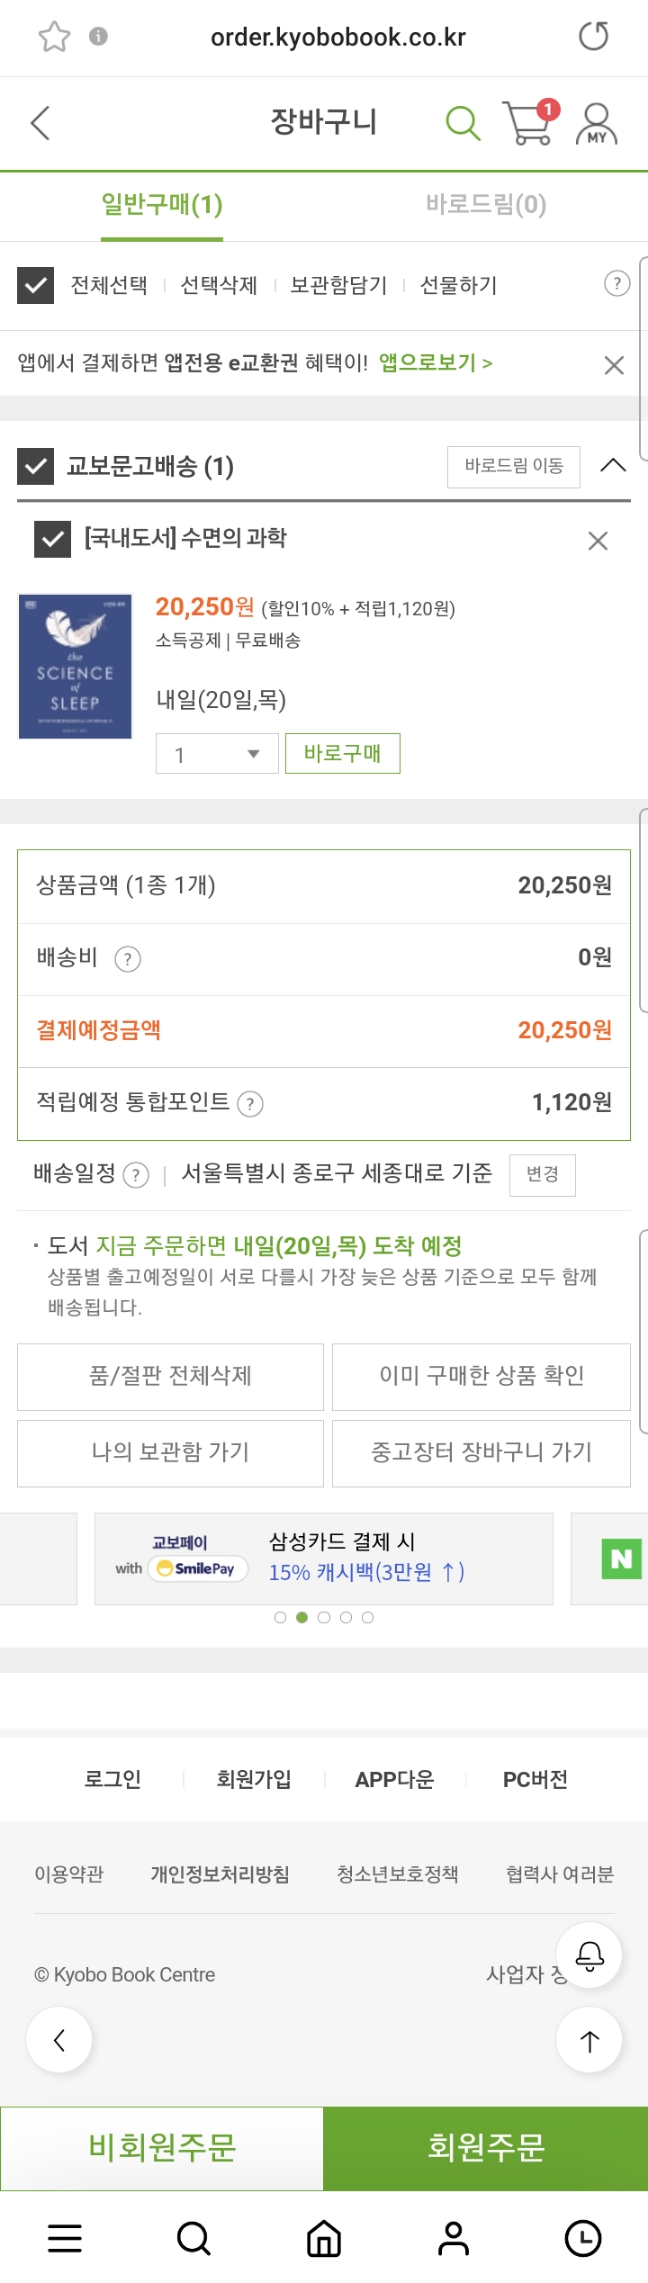 order.kyobobook.co.kr
장바구니
1
MY
일반구매(1)
바로드림(0)
전체선택 | 선택삭제 | 보관함담기 | 선물하기
?
앱에서 결제하면 앱전용 e교환권 혜택이! 앱으로보기 >
교보문고배송 (1)
바로드림 이동
[국내도서] 수면의 과학
the
SCIENCE
of
SLEEP
20,250원 (할인10% + 적립1,120원)
소득공제 | 무료배송
내일(20일,목)
1
바로구매
상품금액 (1종 1개) 20,250원
배송비 ? 0원
결제예정금액 20,250원
적립예정 통합포인트 ? 1,120원
배송일정 ? | 서울특별시 종로구 세종대로 기준 변경
· 도서 지금 주문하면 내일(20일,목) 도착 예정
상품별 출고예정일이 서로 다를시 가장 늦은 상품 기준으로 모두 함께
배송됩니다.
품/절판 전체삭제
이미 구매한 상품 확인
나의 보관함 가기
중고장터 장바구니 가기
교보페이
with SmilePay
삼성카드 결제 시
15% 캐시백(3만원 ↑)
N
로그인 | 회원가입 | APP다운 | PC버전
이용약관 개인정보처리방침 청소년보호정책 협력사 여러분
© Kyobo Book Centre
사업자
비회원주문
회원주문